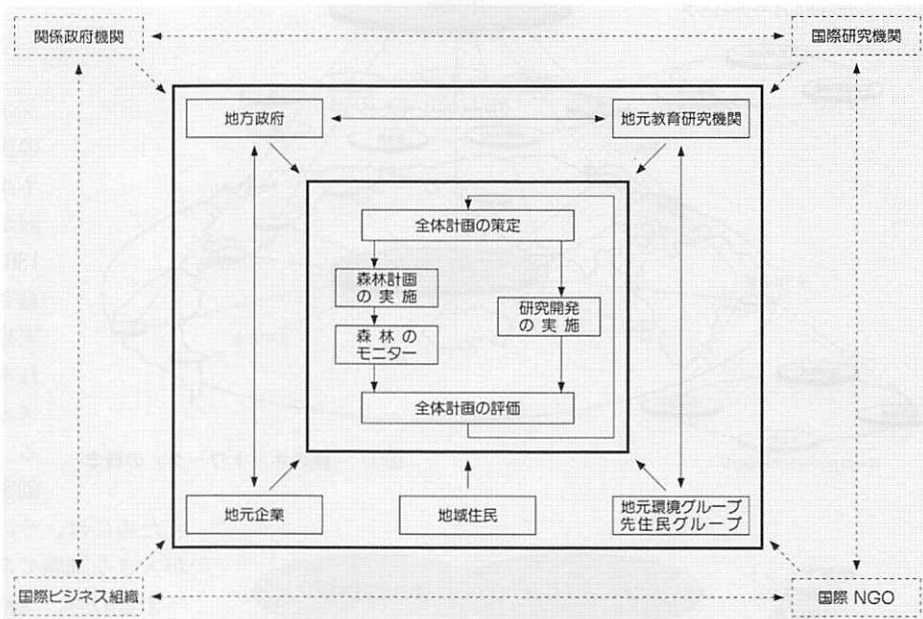 関係政府機関
国際研究機関
地方政府
地元教育研究機関
全体計画の策定
森林計画
の実施
研究開発
の実施
森林の
モニター
全体計画の評価
地元企業
地域住民
地元環境グループ
先住民グループ
国際ビジネス組織
国際 NGO